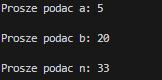 Prosze podac a: 5
Prosze podac b: 20
Prosze podac n: 33